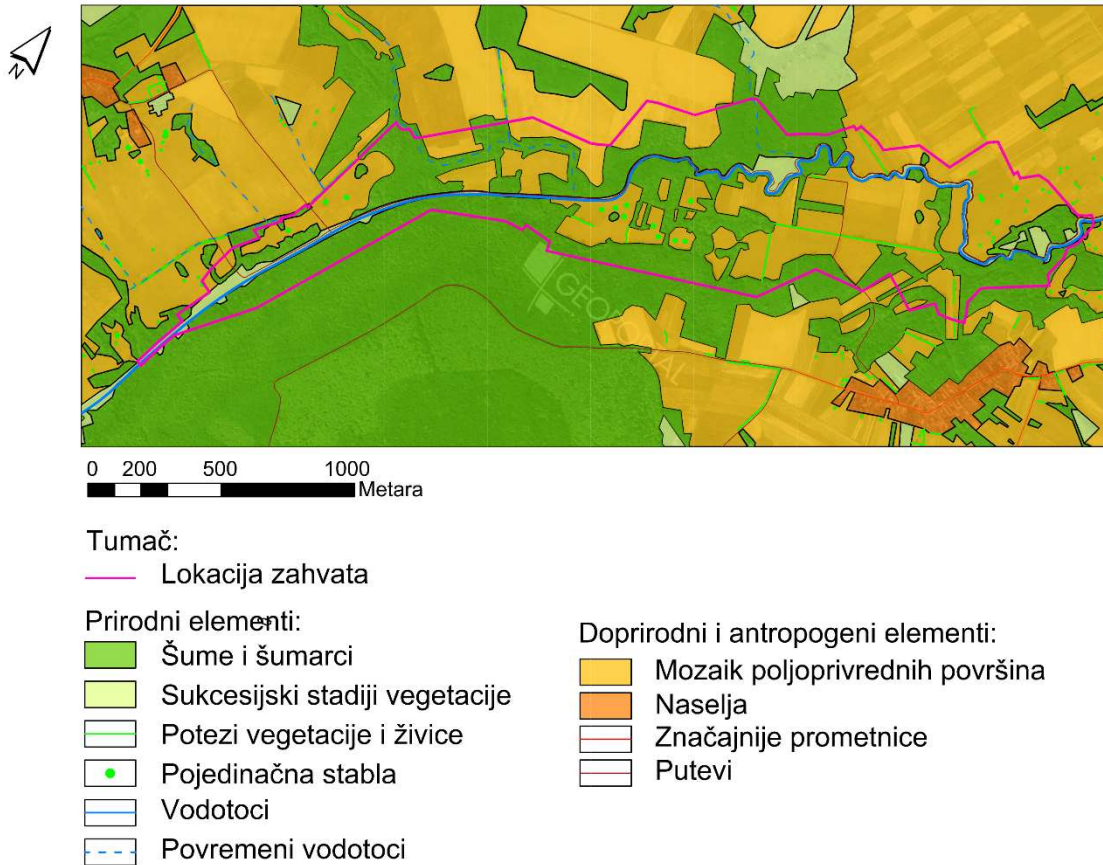 N
GEOPORTAL
0 200 500 1000
Metara
Tumač:
Lokacija zahvata
Prirodni elementi:
Šume i šumarci
Sukcesijski stadiji vegetacije
Potezi vegetacije i živice
Pojedinačna stabla
Vodotoci
Povremeni vodotoci
Doprirodni i antropogeni elementi:
Mozaik poljoprivrednih površina
Naselja
Značajnije prometnice
Putevi